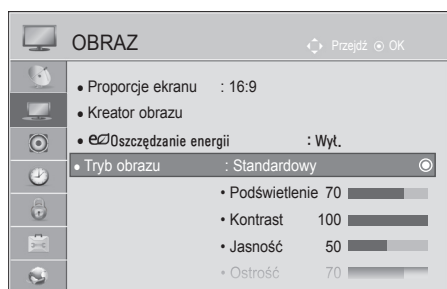 OBRAZ
Przejdź OK
• Proporcje ekranu : 16:9
• Kreator obrazu
• eOszczędzanie energii : Wył.
• Tryb obrazu : Standardowy
• Podświetlenie 70
• Kontrast 100
• Jasność 50
• Ostrość 70